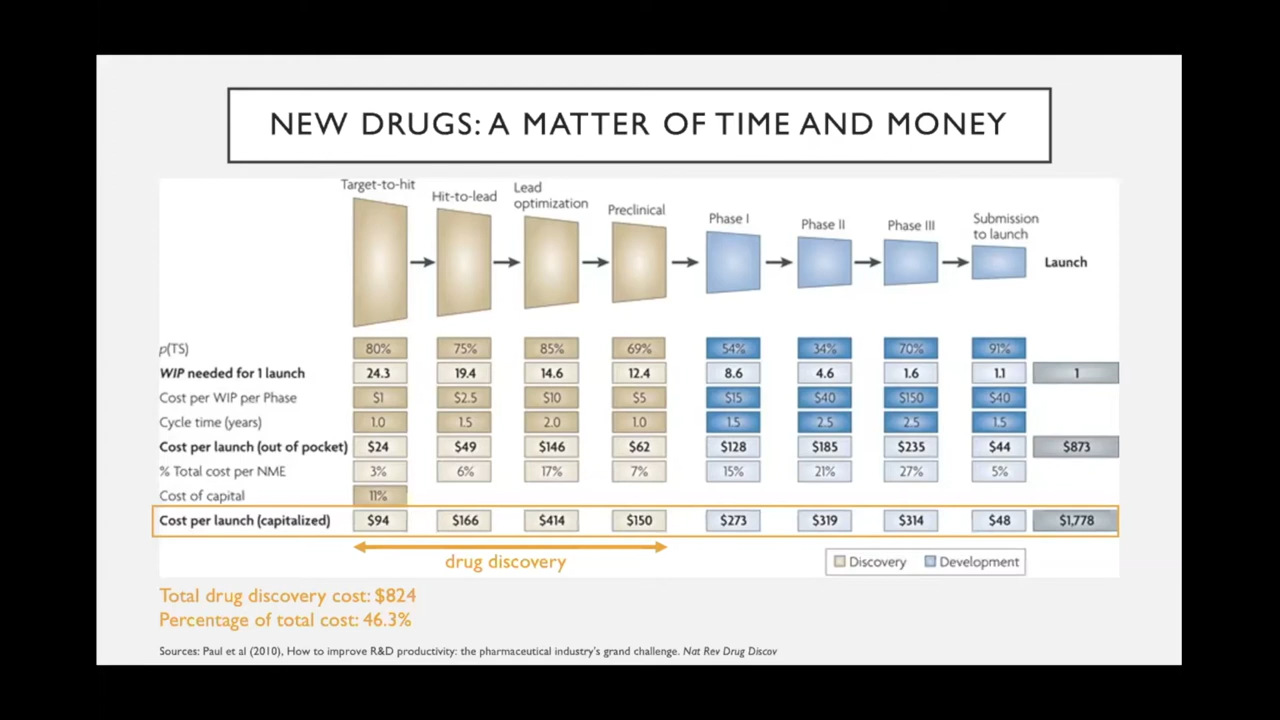 NEW DRUGS: A MATTER OF TIME AND MONEY
Target-to-hit
Hit-to-lead
Lead
optimization
Preclinical
Phase I
Phase II
Phase III
Submission
to launch
Launch
p(TS) 80% 75% 85% 69% 54% 34% 70% 91%
WIP needed for 1 launch 24.3 19.4 14.6 12.4 8.6 4.6 1.6 1.1 1
Cost per WIP per Phase $1 $2.5 $10 $5 $15 $40 $150 $40
Cycle time (years) 1.0 1.5 2.0 1.0 1.5 2.5 2.5 1.5
Cost per launch (out of pocket) $24 $49 $146 $62 $128 $185 $235 $44 $873
% Total cost per NME 3% 6% 17% 7% 15% 21% 27% 5%
Cost of capital 11%
Cost per launch (capitalized) $94 $166 $414 $150 $273 $319 $314 $48 $1,778
drug discovery
Discovery Development
Total drug discovery cost: $824
Percentage of total cost: 46.3%
Sources: Paul et al (2010), How to improve R&D productivity: the pharmaceutical industry's grand challenge. Nat Rev Drug Discov